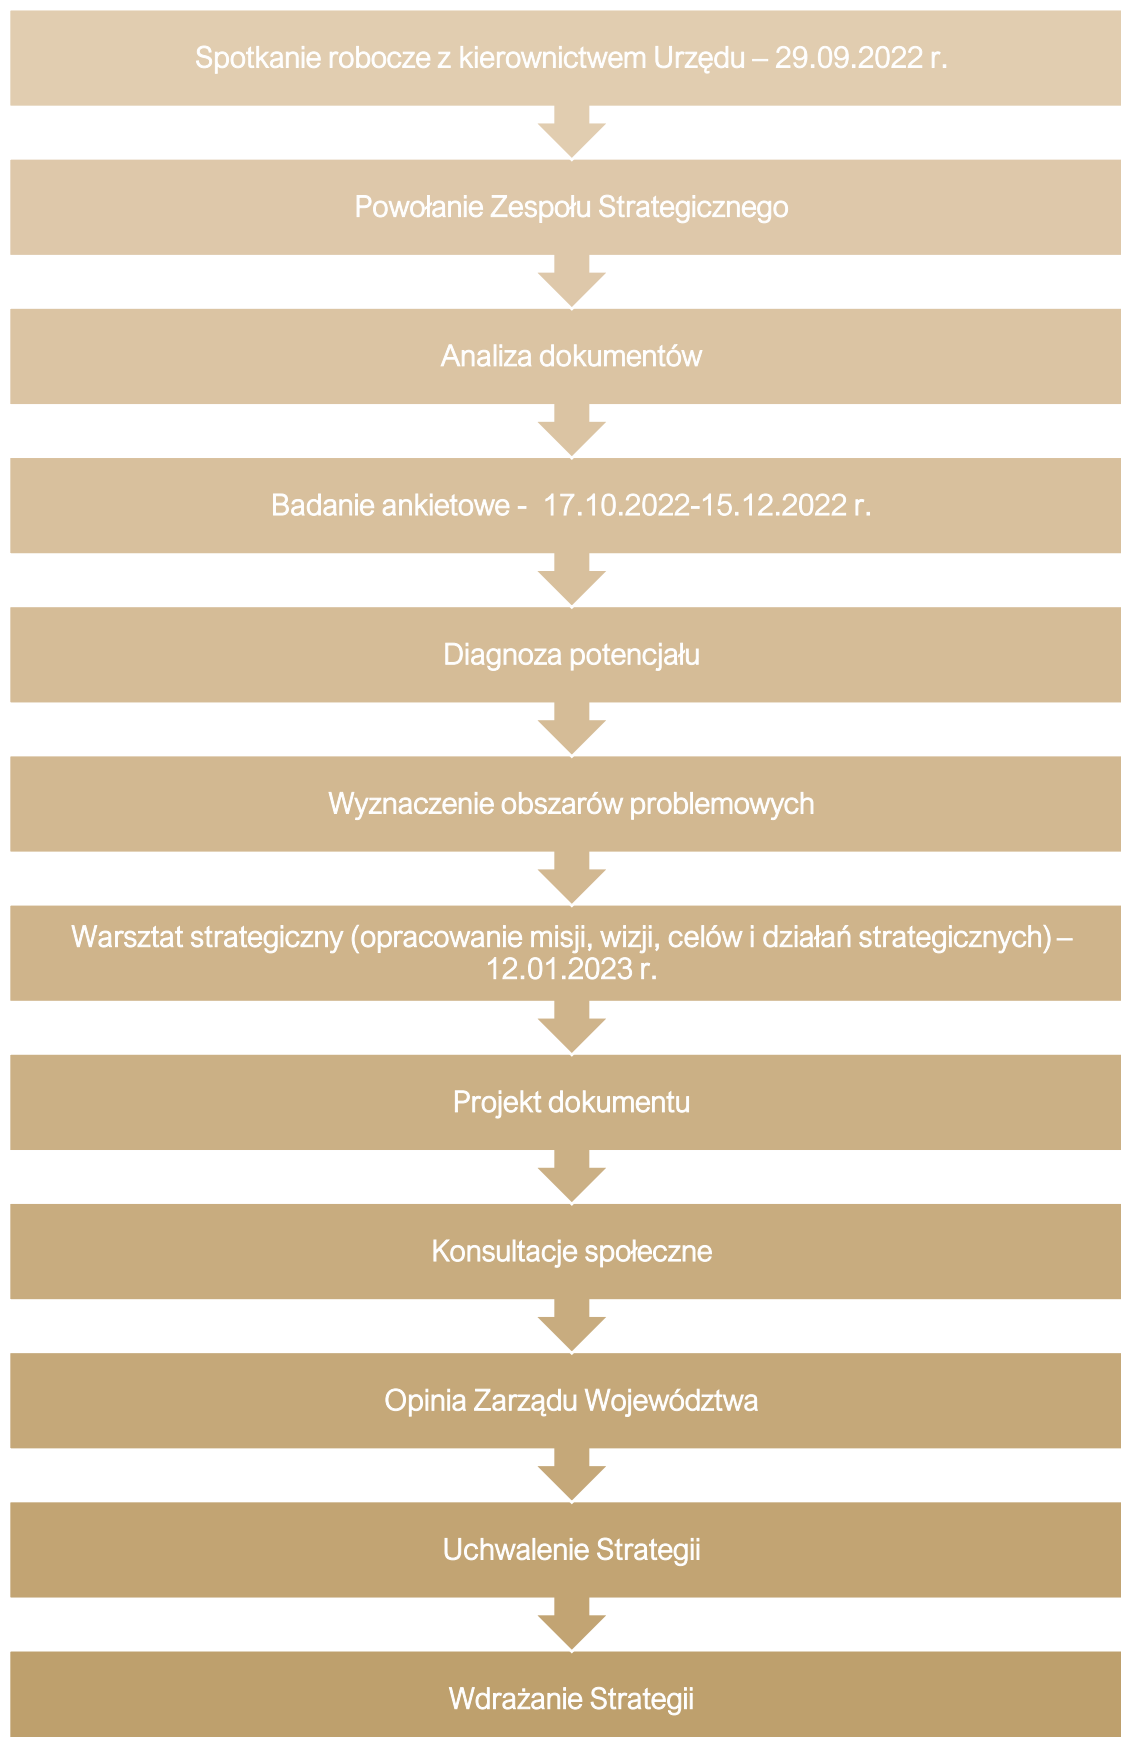 Spotkanie robocze z kierownictwem Urzędu – 29.09.2022 r.
Powołanie Zespołu Strategicznego
Analiza dokumentów
Badanie ankietowe -  17.10.2022-15.12.2022 r.
Diagnoza potencjału
Wyznaczenie obszarów problemowych
Warsztat strategiczny (opracowanie misji, wizji, celów i działań strategicznych) –
12.01.2023 r.
Projekt dokumentu
Konsultacje społeczne
Opinia Zarządu Województwa
Uchwalenie Strategii
Wdrażanie Strategii